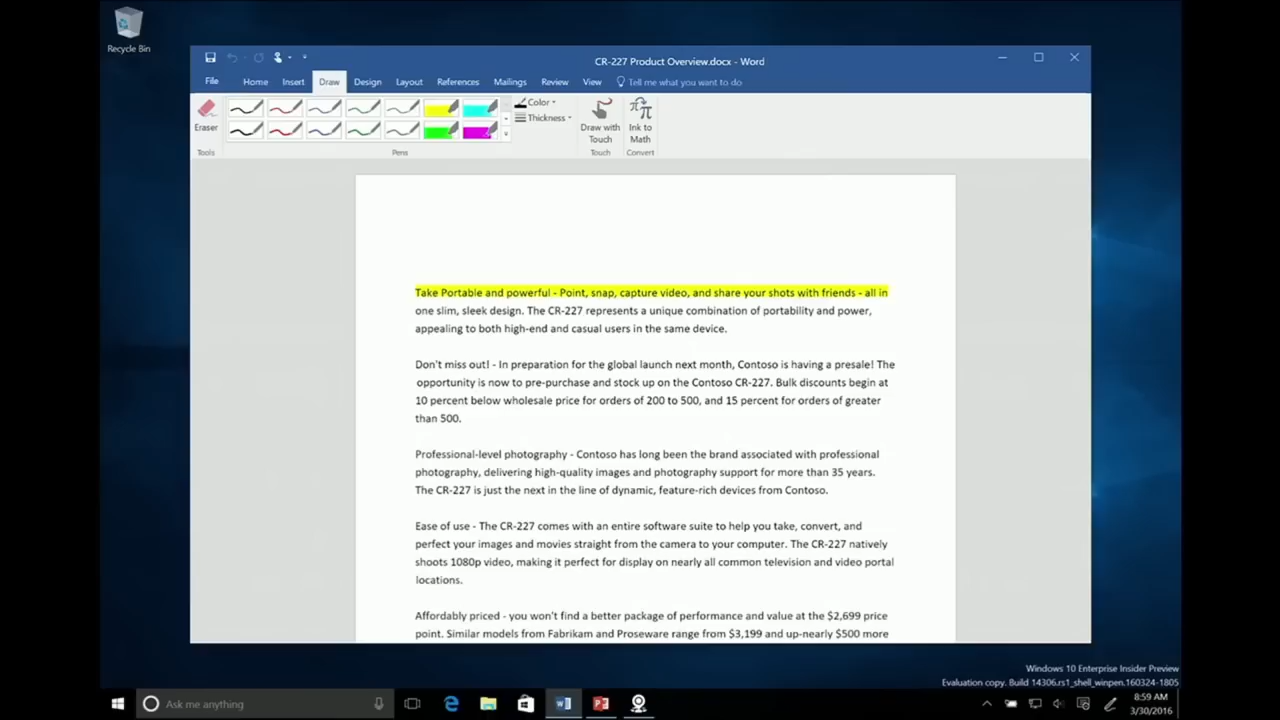 Recycle Bin
CR-227 Product Overview.docx - Word
File Home Insert Draw Design Layout References Mailings Review View Tell me what you want to do
Eraser
Color
Thickness
Draw with Touch
Ink to Math
Tools Pens Touch Convert
Take Portable and powerful - Point, snap, capture video, and share your shots with friends - all in
one slim, sleek design. The CR-227 represents a unique combination of portability and power,
appealing to both high-end and casual users in the same device.
Don't miss out! - In preparation for the global launch next month, Contoso is having a presale! The
opportunity is now to pre-purchase and stock up on the Contoso CR-227. Bulk discounts begin at
10 percent below wholesale price for orders of 200 to 500, and 15 percent for orders of greater
than 500.
Professional-level photography - Contoso has long been the brand associated with professional
photography, delivering high-quality images and photography support for more than 35 years.
The CR-227 is just the next in the line of dynamic, feature-rich devices from Contoso.
Ease of use - The CR-227 comes with an entire software suite to help you take, convert, and
perfect your images and movies straight from the camera to your computer. The CR-227 natively
shoots 1080p video, making it perfect for display on nearly all common television and video portal
locations.
Affordably priced - you won't find a better package of performance and value at the $2,699 price
point. Similar models from Fabrikam and Proseware range from $3,199 and up-nearly $500 more
Windows 10 Enterprise Insider Preview
Evaluation copy. Build 14306.rs1_shell_winpen.160324-1805
Ask me anything
8:59 AM
3/30/2016